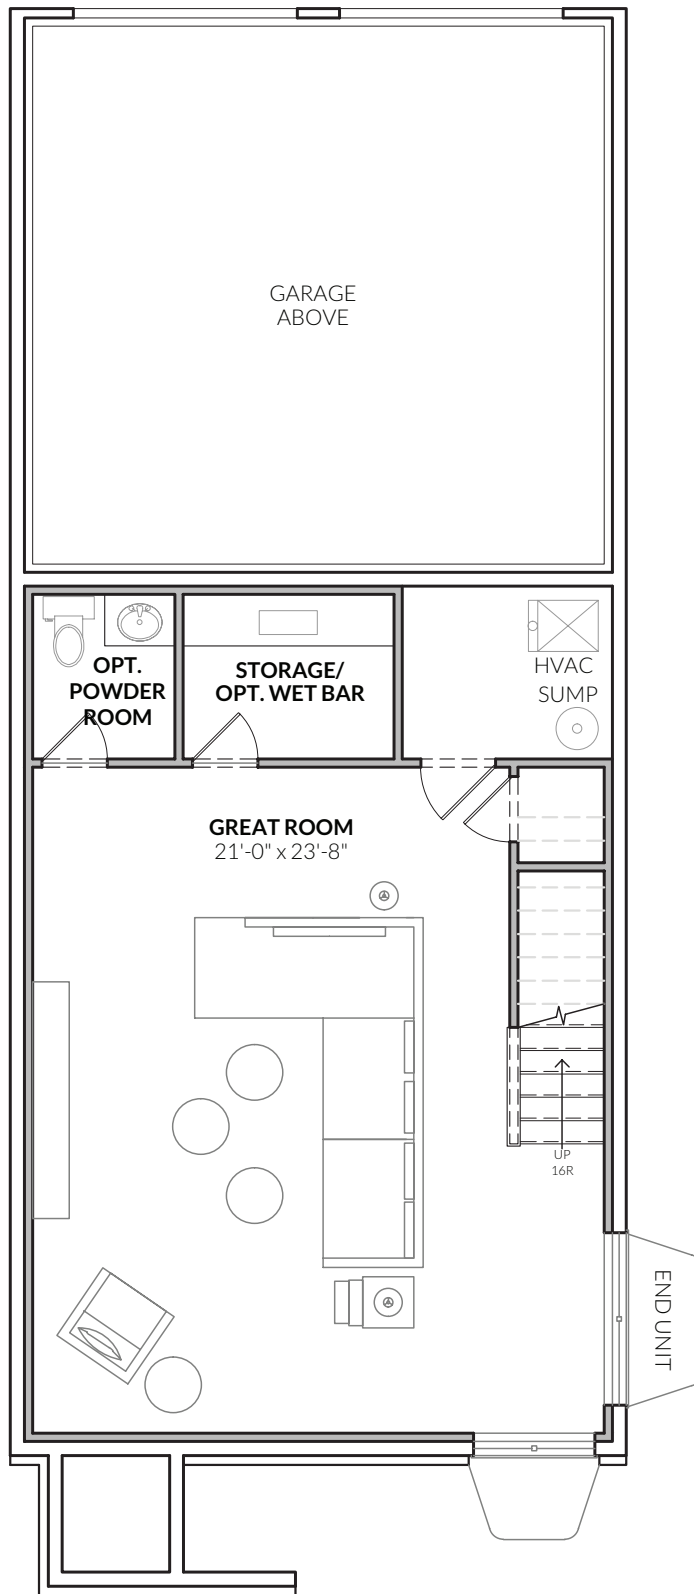 GARAGE
ABOVE
OPT.
POWDER
ROOM
STORAGE/
OPT. WET BAR
HVAC
SUMP
GREAT ROOM
21'-0" x 23'-8"
UP
16R
END UNIT